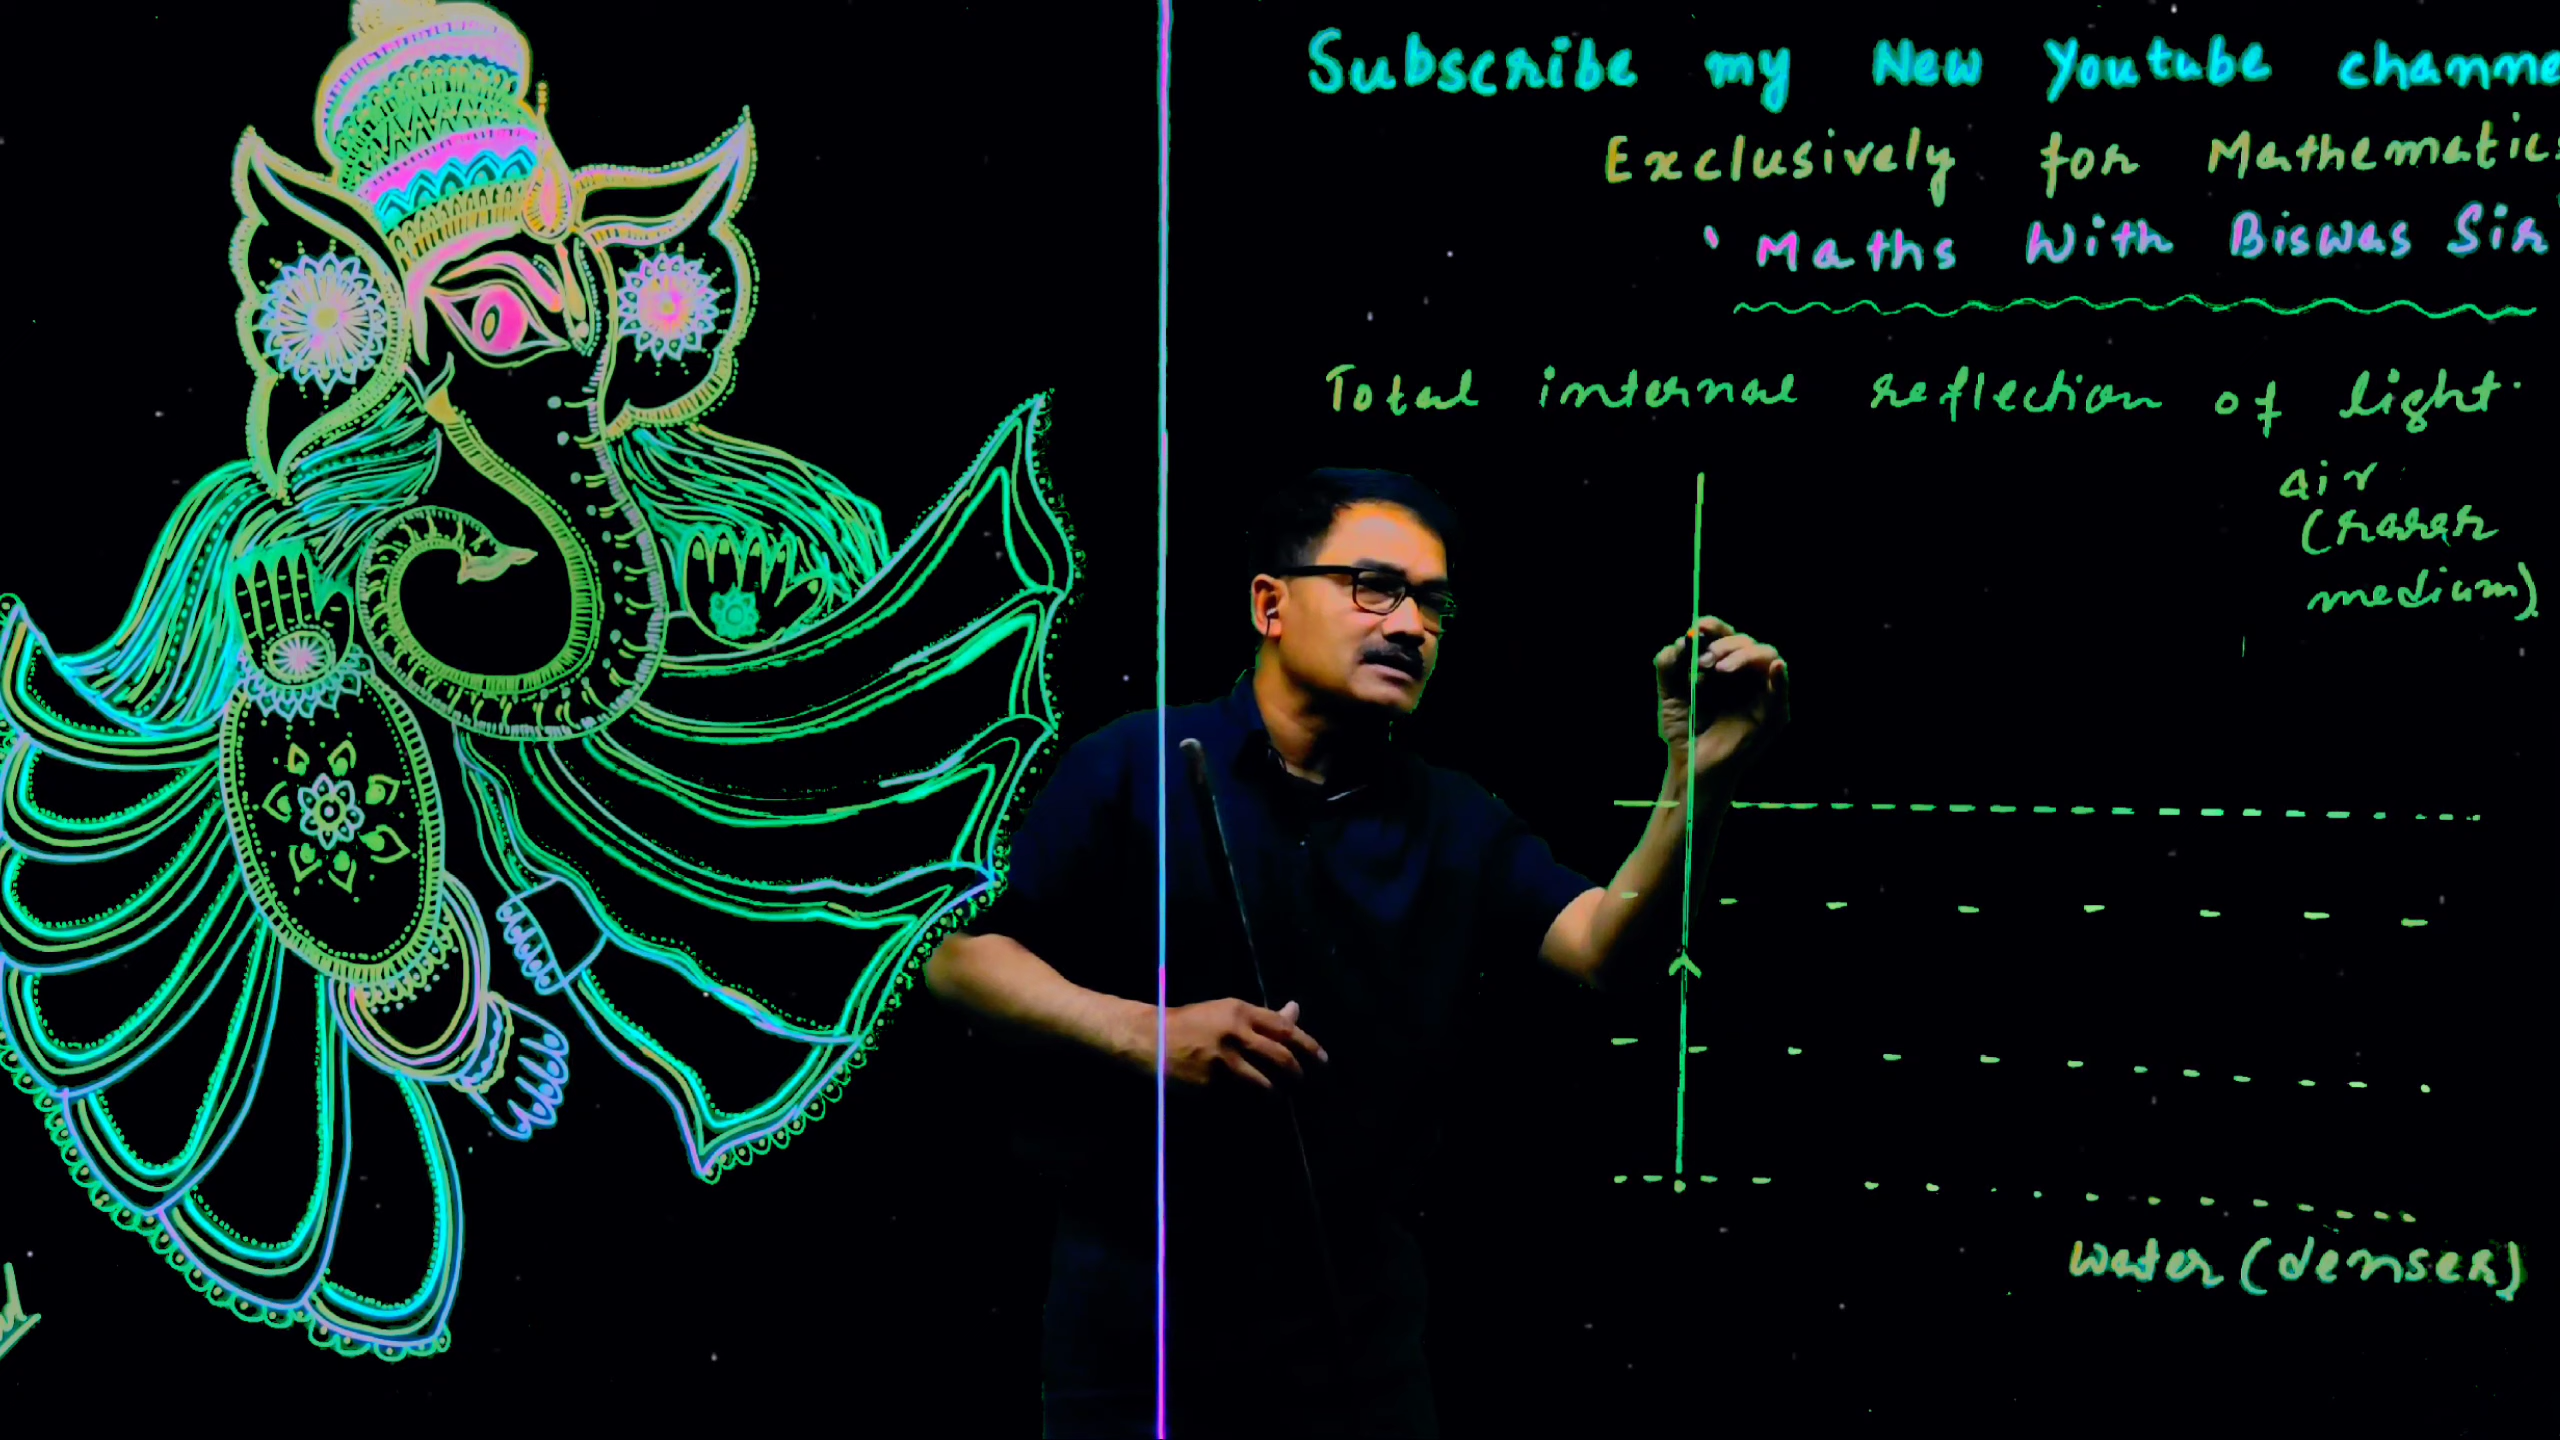 Subscribe my New Youtube channe
Exclusively for Mathematics
'Maths With Biswas Sir
Total internal reflection of light.
air
(rarer
medium)
water (denser)